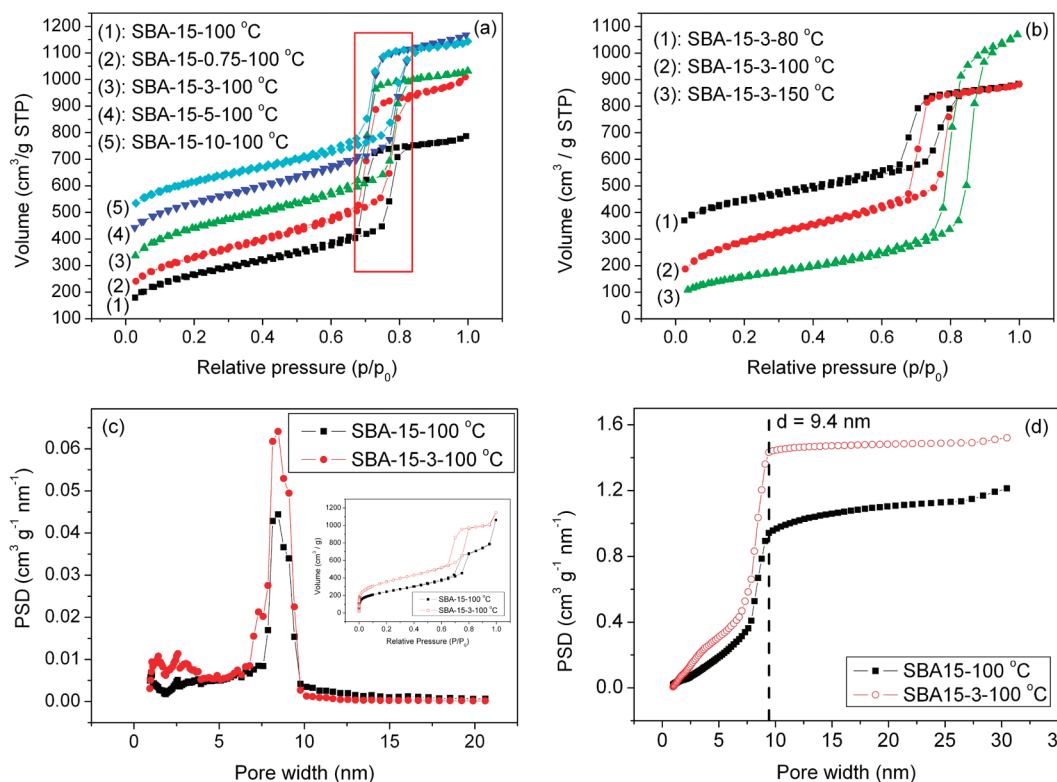 (a)
(1): SBA-15-100 °C
(2): SBA-15-0.75-100 °C
(3): SBA-15-3-100 °C
(4): SBA-15-5-100 °C
(5): SBA-15-10-100 °C
(5)
(4)
(3)
(2)
(1)
1200
1100
1000
900
800
700
600
500
400
300
200
100
Volume (cm³/g STP)
0.0 0.2 0.4 0.6 0.8 1.0
Relative pressure (p/p₀)
(b)
(1): SBA-15-3-80 °C
(2): SBA-15-3-100 °C
(3): SBA-15-3-150 °C
(1)
(2)
(3)
1100
1000
900
800
700
600
500
400
300
200
100
0
Volume (cm³ / g STP)
0.0 0.2 0.4 0.6 0.8 1.0
Relative pressure (p/p₀)
(c)
SBA-15-100 °C
SBA-15-3-100 °C
0.06
0.05
0.04
0.03
0.02
0.01
0.00
PSD (cm³ g⁻¹ nm⁻¹)
0 5 10 15 20 25
Pore width (nm)
1200
1000
800
600
400
200
0
Volume (cm³ / g)
SBA-15-100 °C
SBA-15-3-100 °C
0.0 0.2 0.4 0.6 0.8 1.0
Relative Pressure (P/P₀)
d = 9.4 nm
(d)
1.6
1.2
0.8
0.4
0.0
PSD (cm³ g⁻¹ nm⁻¹)
SBA15-100 °C
SBA15-3-100 °C
0 5 10 15 20 25 30 3
Pore width (nm)